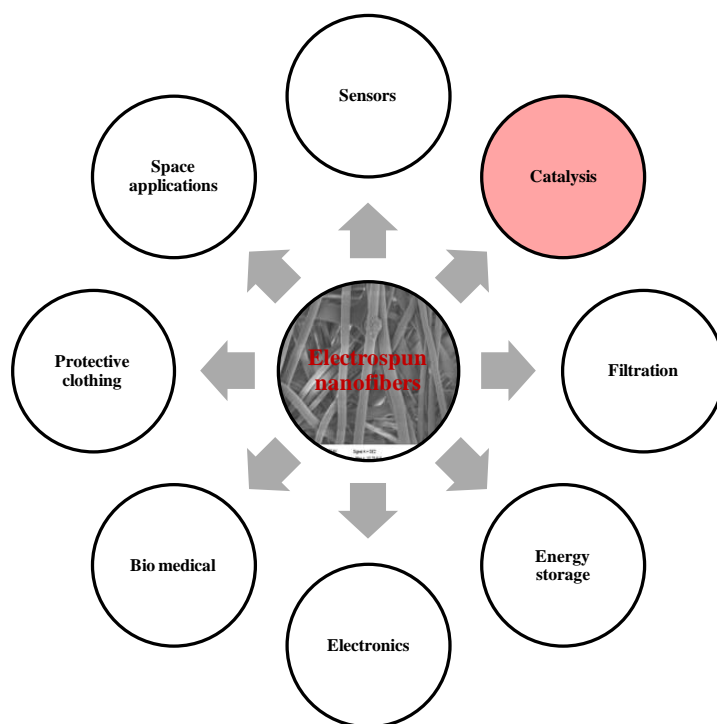 Sensors
Catalysis
Space
applications
Protective
clothing
Electrospun
nanofibers
Filtration
Bio medical
Energy
storage
Electronics